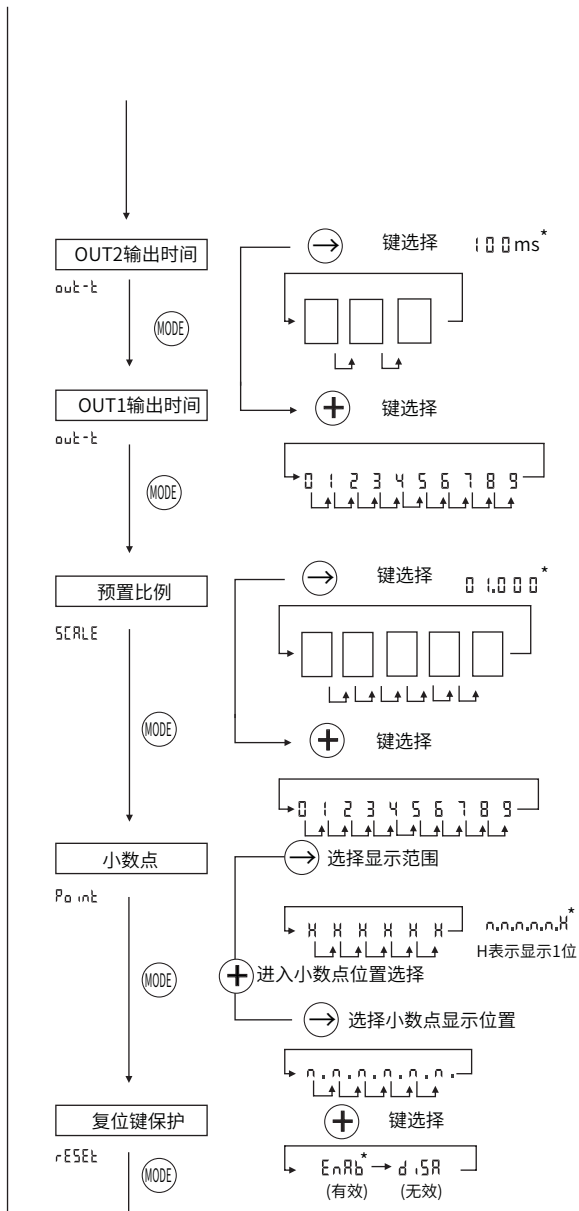 OUT2输出时间
out-t
MODE
→ 键选择 100ms*
+ 键选择
OUT1输出时间
out-t
MODE
0 1 2 3 4 5 6 7 8 9
预置比例
SCALE
MODE
→ 键选择 01.000*
+ 键选择
0 1 2 3 4 5 6 7 8 9
小数点
Point
MODE
→ 选择显示范围
H H H H H H
n.n.n.n.n.H*
H表示显示1位
+ 进入小数点位置选择
→ 选择小数点显示位置
n.n.n.n.n.n.
+ 键选择
复位键保护
rESEt
MODE
EnAb* → diSA
(有效) (无效)